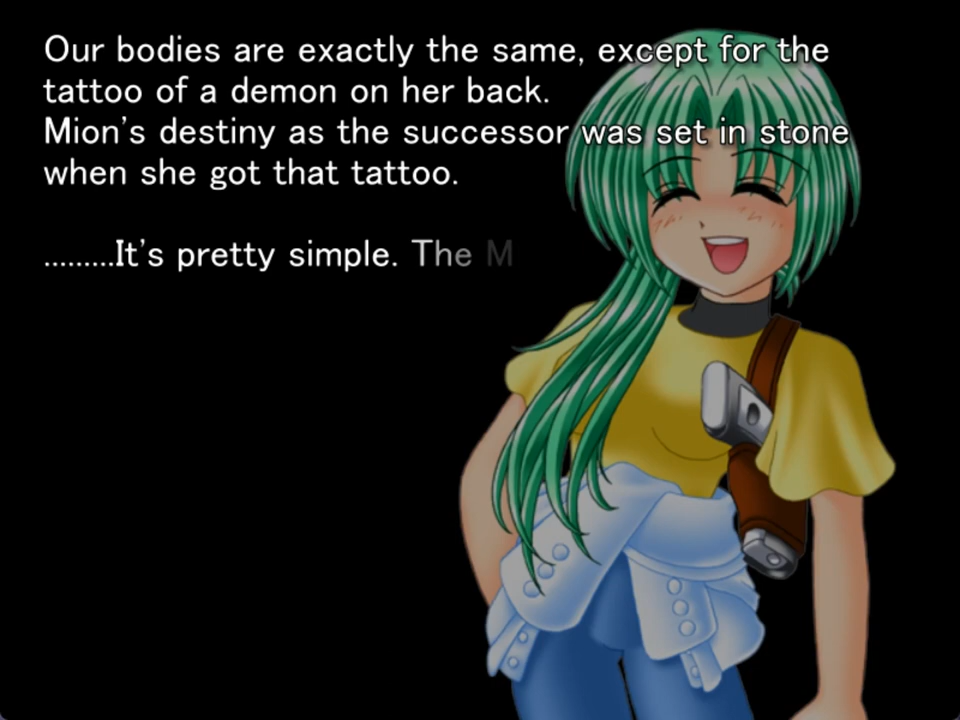 Our bodies are exactly the same, except for the
tattoo of a demon on her back.
Mion's destiny as the successor was set in stone
when she got that tattoo.
.........It's pretty simple. The M